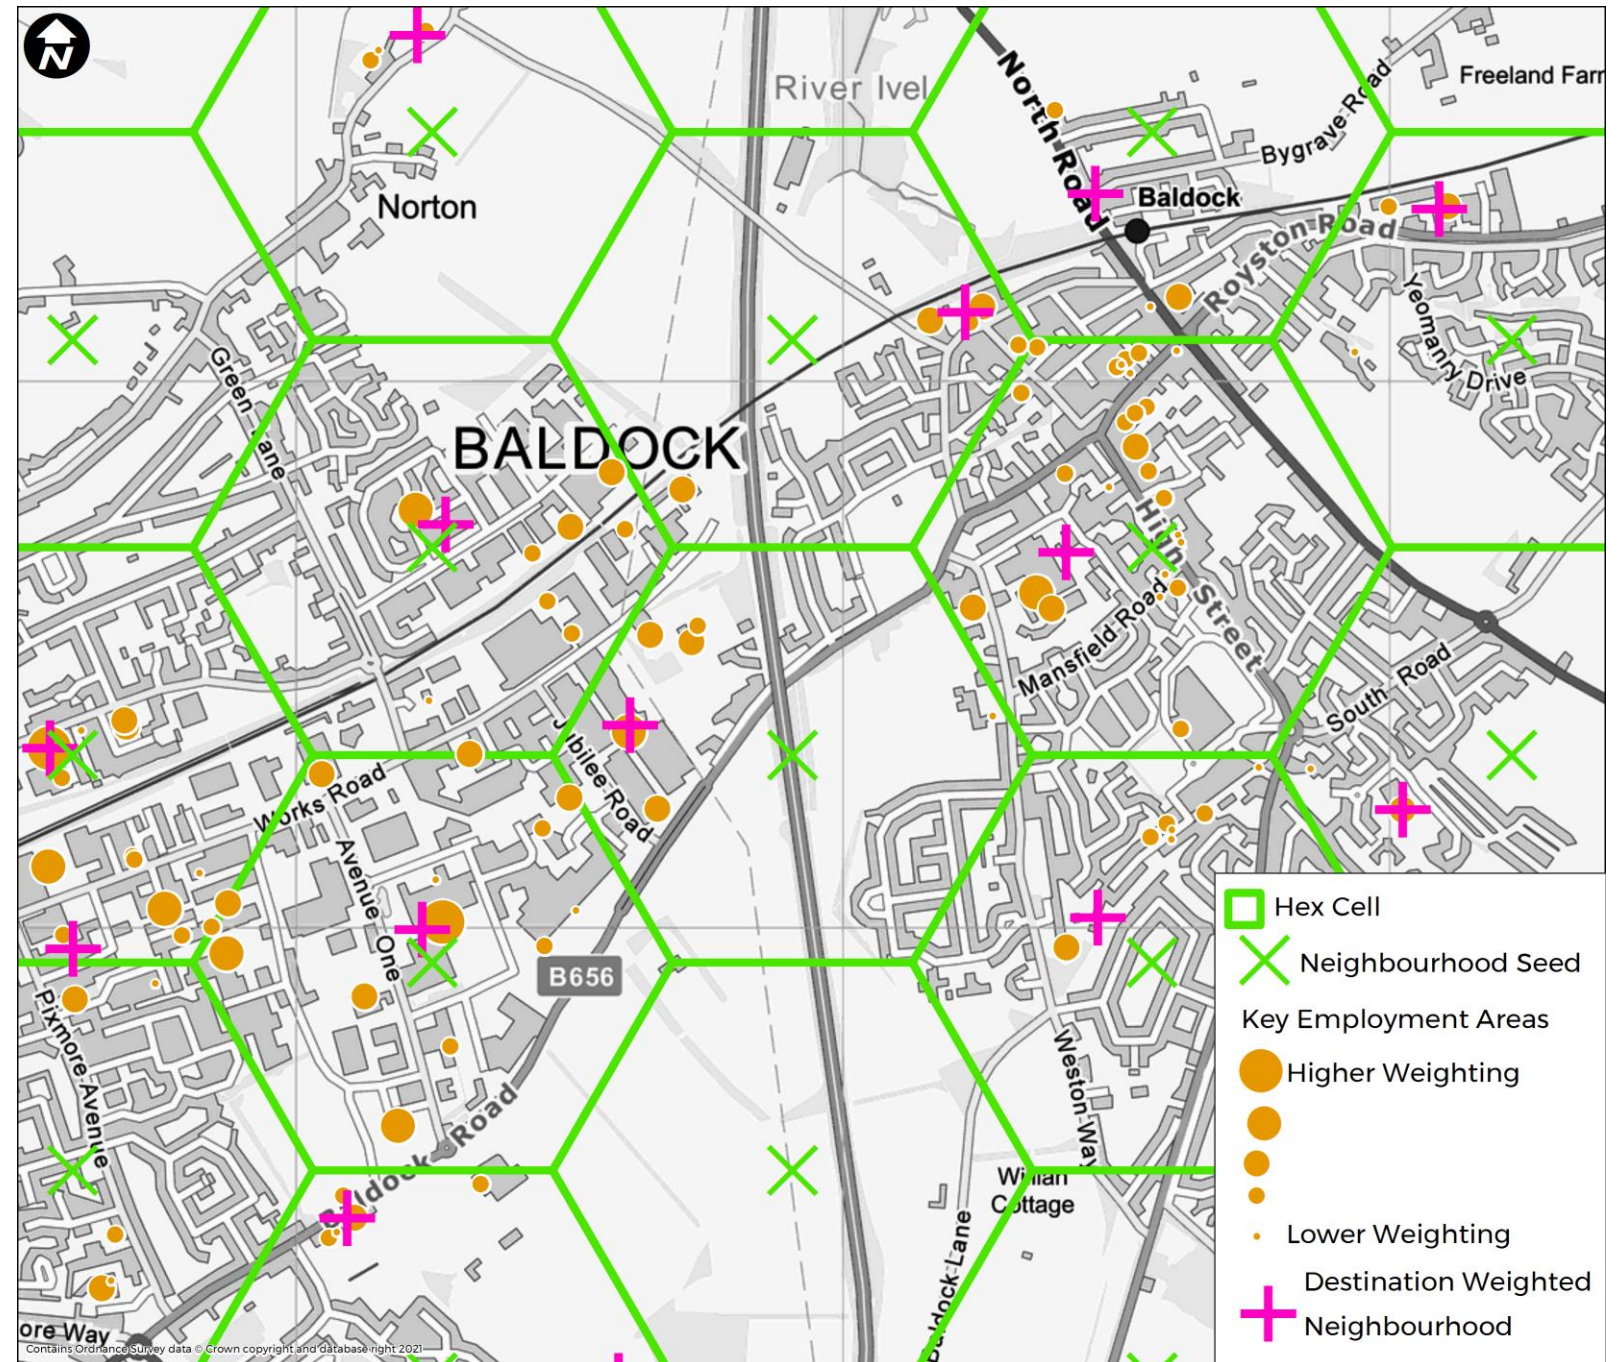 N
River Ivel
North Road
Freeland Farr
Bygrave Road
Baldock
Norton
Royston Road
Yeomanry Drive
Green Lane
BALDOCK
High Street
Mansfield Road
South Road
Jubilee Road
Works Road
Avenue One
B656
Pixmore Avenue
Weston Way
Baldock Road
Willian
Cottage
Baldock Lane
ore Way
Contains Ordnance Survey data © Crown copyright and database right 2021
Hex Cell
Neighbourhood Seed
Key Employment Areas
Higher Weighting
Lower Weighting
Destination Weighted
Neighbourhood